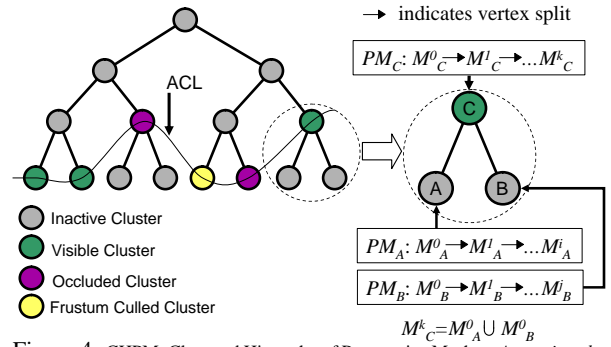 → indicates vertex split
PM_C: M^0_C→M^1_C→...M^k_C
ACL
C
A
B
Inactive Cluster
Visible Cluster
Occluded Cluster
Frustum Culled Cluster
PM_A: M^0_A→M^1_A→...M^i_A
PM_B: M^0_B→M^1_B→...M^j_B
M^k_C=M^0_A∪M^0_B